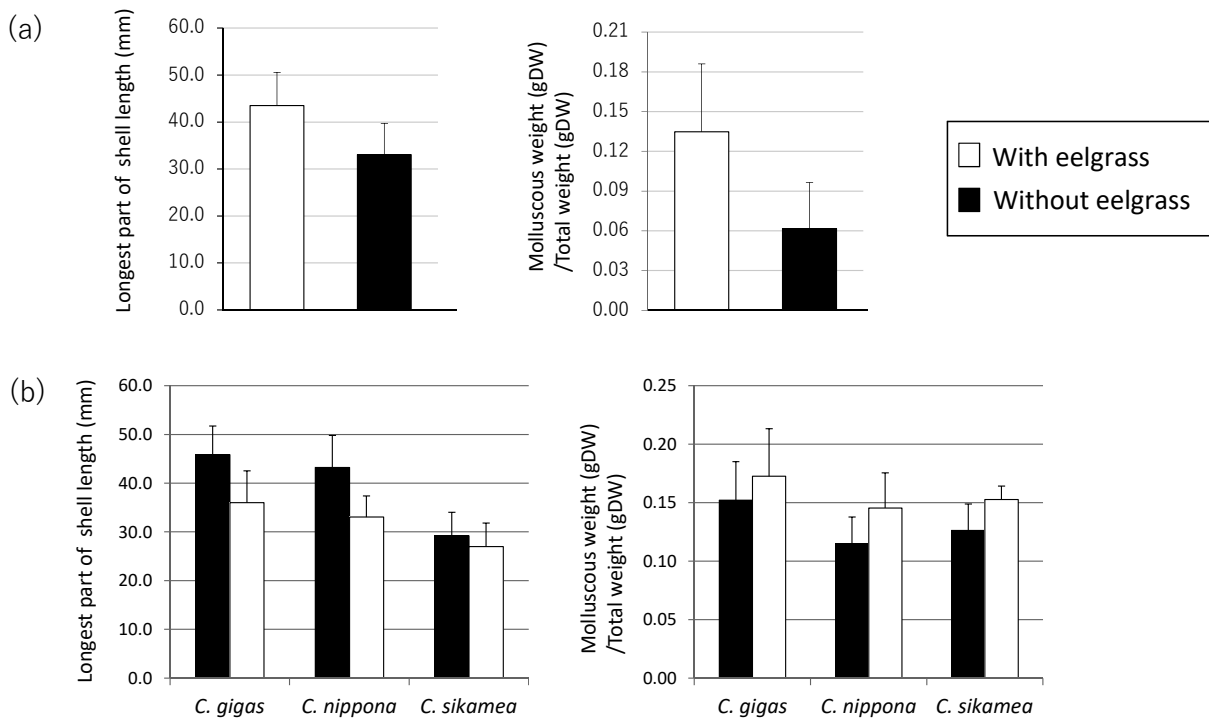 (a)
Longest part of shell length (mm)
60.0
50.0
40.0
30.0
20.0
10.0
0.0
Molluscous weight (gDW)
/Total weight (gDW)
0.21
0.18
0.15
0.12
0.09
0.06
0.03
0.00
With eelgrass
Without eelgrass
(b)
Longest part of shell length (mm)
60.0
50.0
40.0
30.0
20.0
10.0
0.0
C. gigas
C. nippona
C. sikamea
Molluscous weight (gDW)
/Total weight (gDW)
0.25
0.20
0.15
0.10
0.05
0.00
C. gigas
C. nippona
C. sikamea